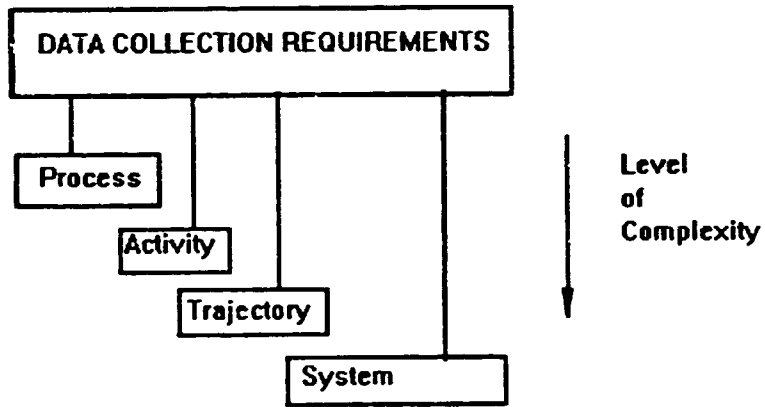 DATA COLLECTION REQUIREMENTS
Process
Activity
Trajectory
System
Level
of
Complexity